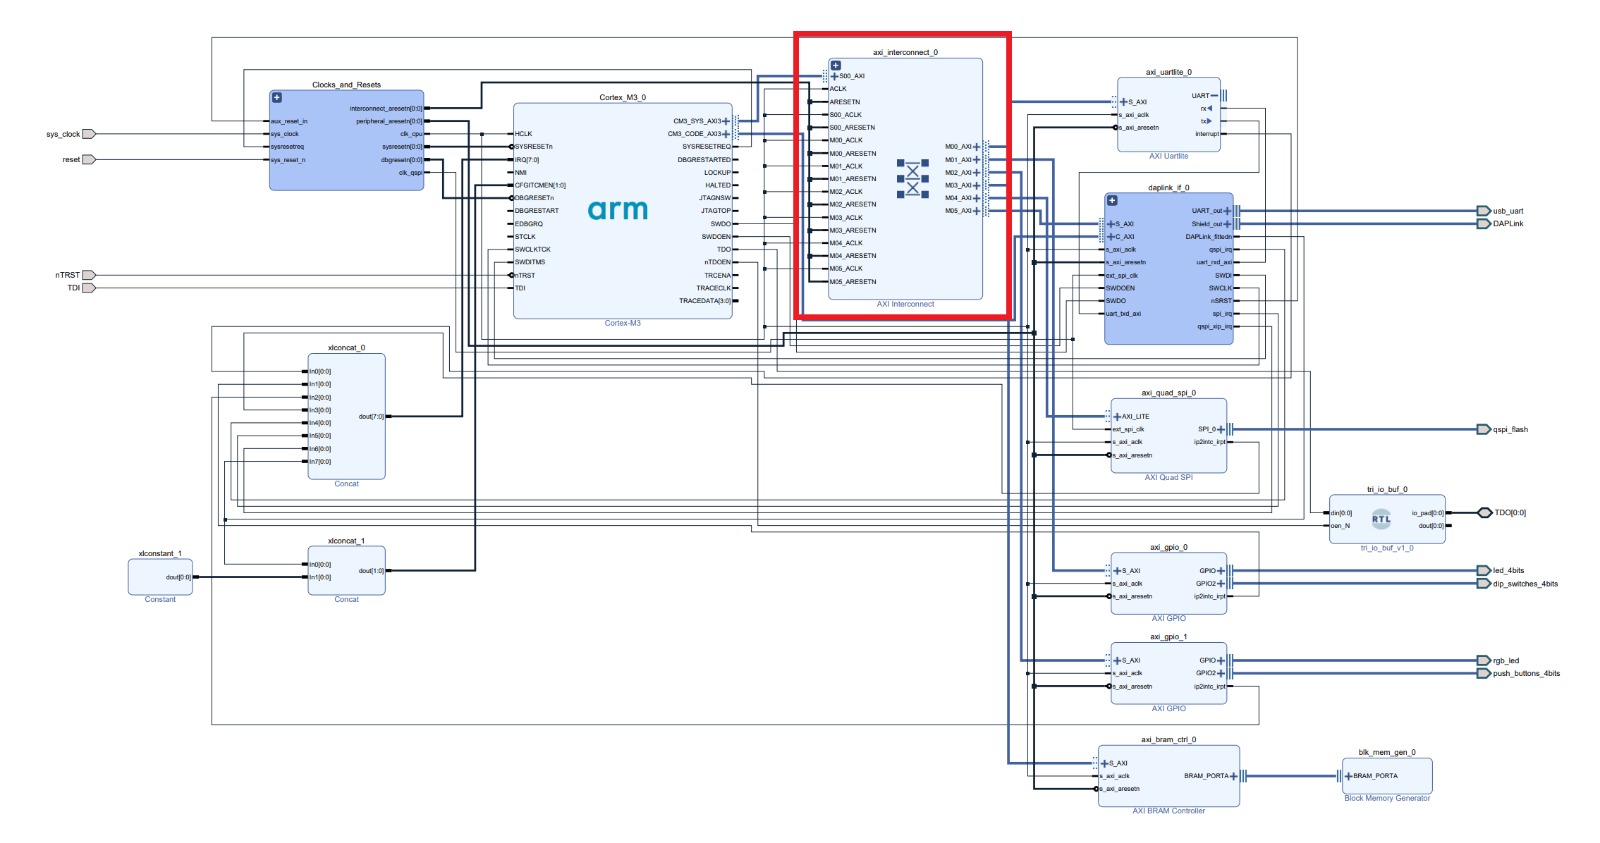 axi_interconnect_0
S00_AXI
ACLK
ARESETN
S00_ACLK
S00_ARESETN
M00_ACLK
M00_ARESETN
M01_ACLK
M01_ARESETN
M02_ACLK
M02_ARESETN
M03_ACLK
M03_ARESETN
M04_ACLK
M04_ARESETN
M05_ACLK
M05_ARESETN
M00_AXI
M01_AXI
M02_AXI
M03_AXI
M04_AXI
M05_AXI
AXI Interconnect
sys_clock
reset
nTRST
TDI
Clocks_and_Resets
aux_reset_in
sys_clock
sysresetreq
sys_reset_n
interconnect_aresetn[0:0]
peripheral_aresetn[0:0]
clk_cpu
sysresetn[0:0]
dbgresetn[0:0]
clk_qspi
Cortex_M3_0
HCLK
SYSRESETn
IRQ[7:0]
NMI
CFGITCMEN[1:0]
DBGRESETn
DBGRESTART
EDBGRQ
STCLK
SWCLKTCK
SWDITMS
nTRST
TDI
arm
CM3_SYS_AXI3
CM3_CODE_AXI3
SYSRESETREQ
DBGRESTARTED
LOCKUP
HALTED
JTAGNSW
JTAGTOP
SWDO
SWDOEN
TDO
nTDOEN
TRCENA
TRACECLK
TRACEDATA[3:0]
Cortex-M3
axi_uartlite_0
S_AXI
s_axi_aclk
s_axi_aresetn
UART
rx
tx
interrupt
AXI Uartlite
daplink_if_0
S_AXI
C_AXI
s_axi_aclk
s_axi_aresetn
ext_spi_clk
SWDOEN
SWDO
uart_txd_axi
UART_out
Shield_out
DAPLink_fittedn
qspi_irq
uart_rxd_axi
SWDI
SWCLK
nSRST
spi_irq
qspi_xip_irq
usb_uart
DAPLink
xlconcat_0
In0[0:0]
In1[0:0]
In2[0:0]
In3[0:0]
In4[0:0]
In5[0:0]
In6[0:0]
In7[0:0]
dout[7:0]
Concat
axi_quad_spi_0
AXI_LITE
ext_spi_clk
s_axi_aclk
s_axi_aresetn
SPI_0
ip2intc_irpt
AXI Quad SPI
qspi_flash
tri_io_buf_0
din[0:0]
oen_N
RTL
io_pad[0:0]
dout[0:0]
tri_io_buf_v1_0
TDO[0:0]
xlconstant_1
dout[0:0]
Constant
xlconcat_1
In0[0:0]
In1[0:0]
dout[1:0]
Concat
axi_gpio_0
S_AXI
s_axi_aclk
s_axi_aresetn
GPIO
GPIO2
ip2intc_irpt
AXI GPIO
led_4bits
dip_switches_4bits
axi_gpio_1
S_AXI
s_axi_aclk
s_axi_aresetn
GPIO
GPIO2
ip2intc_irpt
AXI GPIO
rgb_led
push_buttons_4bits
axi_bram_ctrl_0
S_AXI
s_axi_aclk
s_axi_aresetn
BRAM_PORTA
AXI BRAM Controller
blk_mem_gen_0
BRAM_PORTA
Block Memory Generator